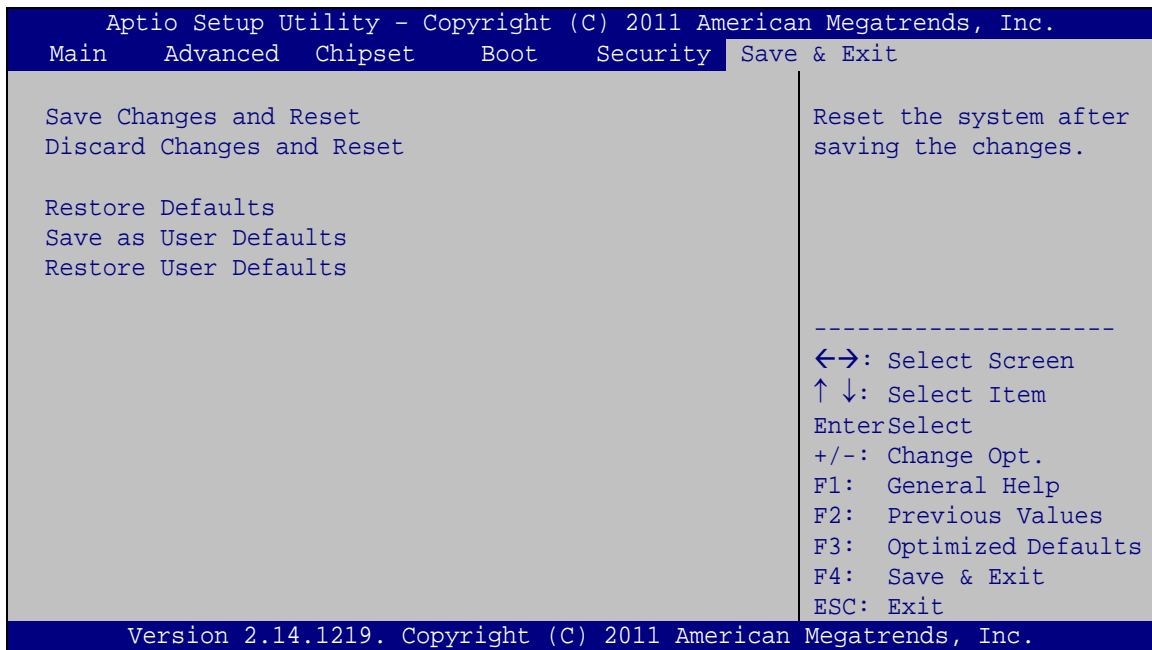 Aptio Setup Utility – Copyright (C) 2011 American Megatrends, Inc.
Main Advanced Chipset Boot Security Save & Exit
Save Changes and Reset
Discard Changes and Reset
Restore Defaults
Save as User Defaults
Restore User Defaults
Reset the system after
saving the changes.
---------------------
←→: Select Screen
↑ ↓: Select Item
EnterSelect
+/-: Change Opt.
F1: General Help
F2: Previous Values
F3: Optimized Defaults
F4: Save & Exit
ESC: Exit
Version 2.14.1219. Copyright (C) 2011 American Megatrends, Inc.